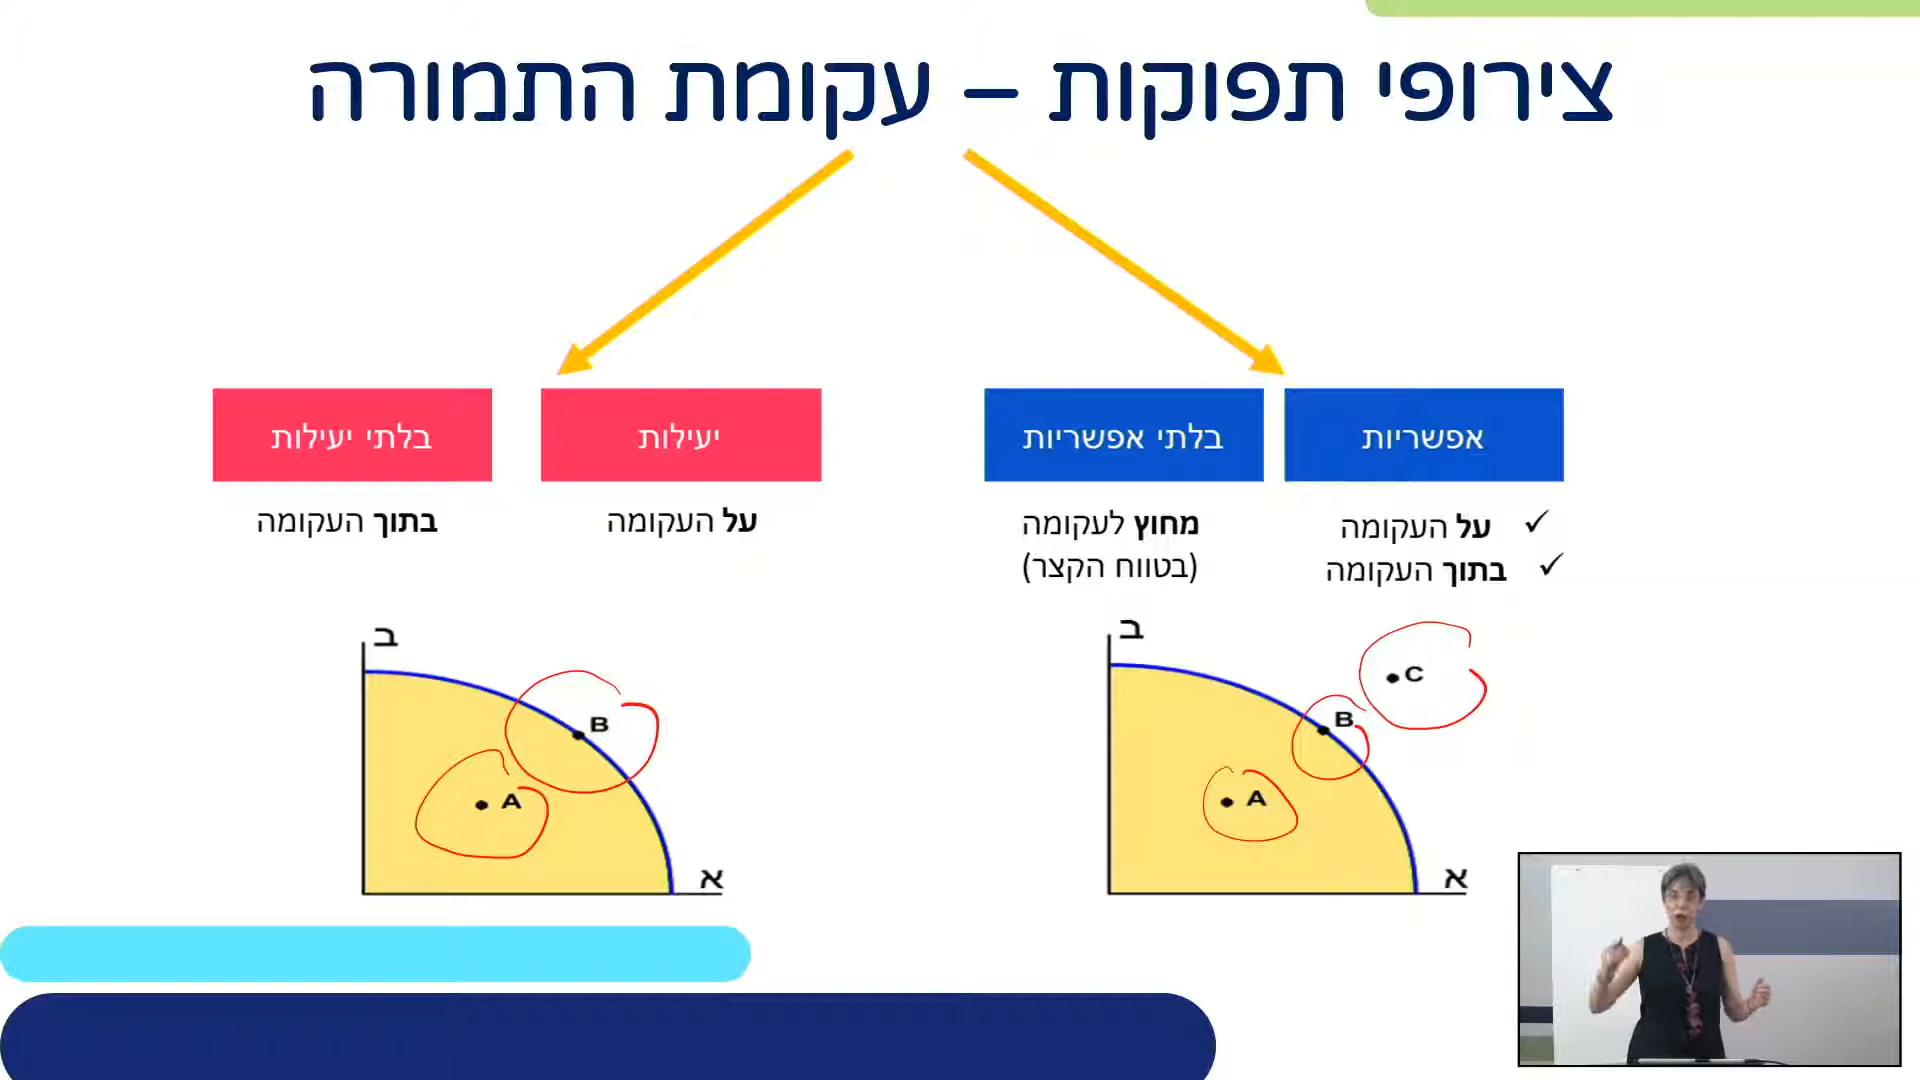 צירופי תפוקות – עקומת התמורה
אפשריות
בלתי אפשריות
יעילות
בלתי יעילות
✓ על העקומה
✓ בתוך העקומה
מחוץ לעקומה
(בטווח הקצר)
על העקומה
בתוך העקומה
ב
C
B
A
א
ב
B
A
א